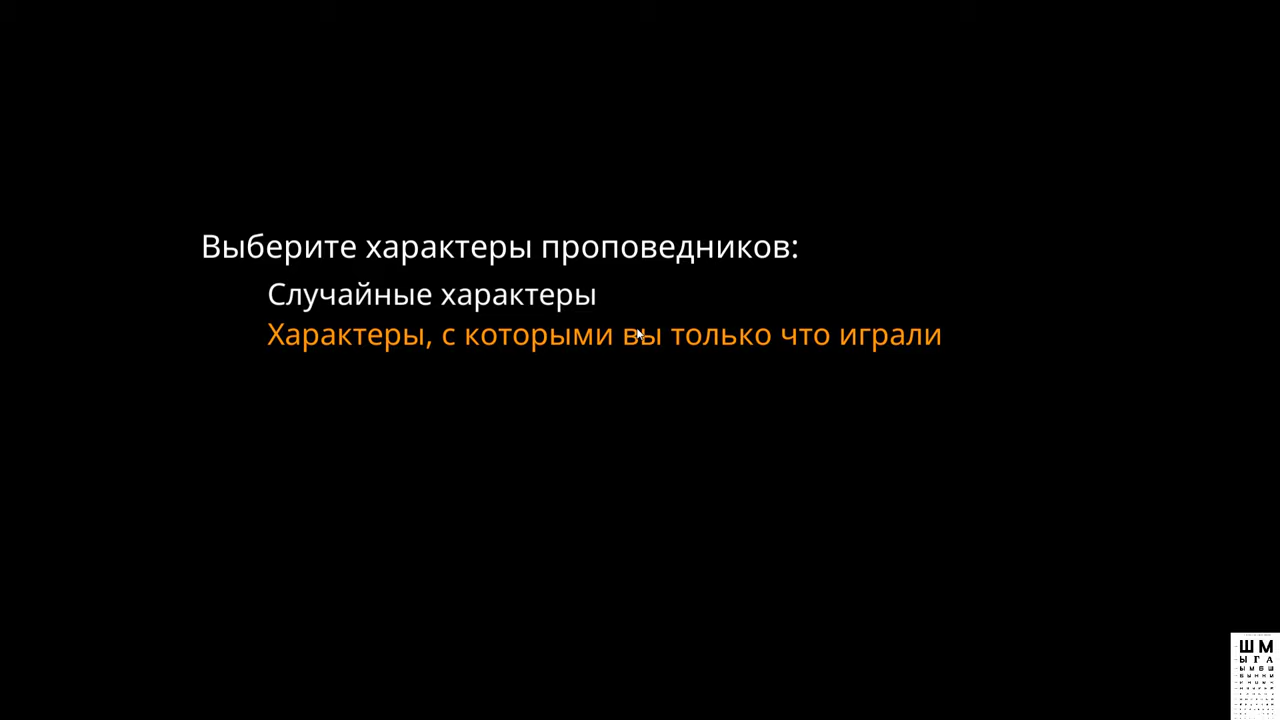 Выберите характеры проповедников:
Случайные характеры
Характеры, с которыми вы только что играли
Ш М
Ы Г А
Ы М Б Ш
Б Ы Н К И